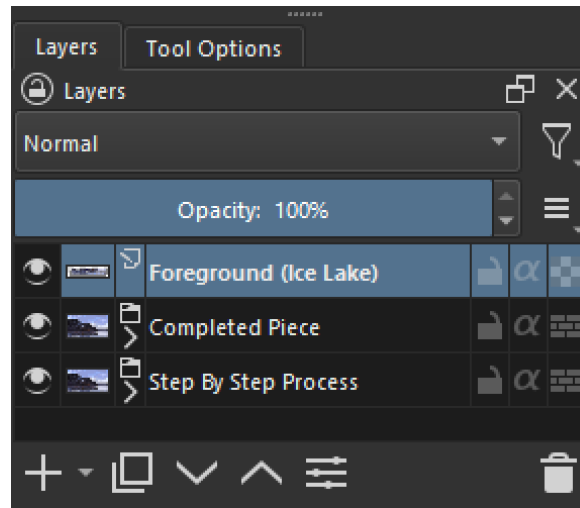 Layers Tool Options
Layers
Normal
Opacity: 100%
Foreground (Ice Lake)
Completed Piece
Step By Step Process